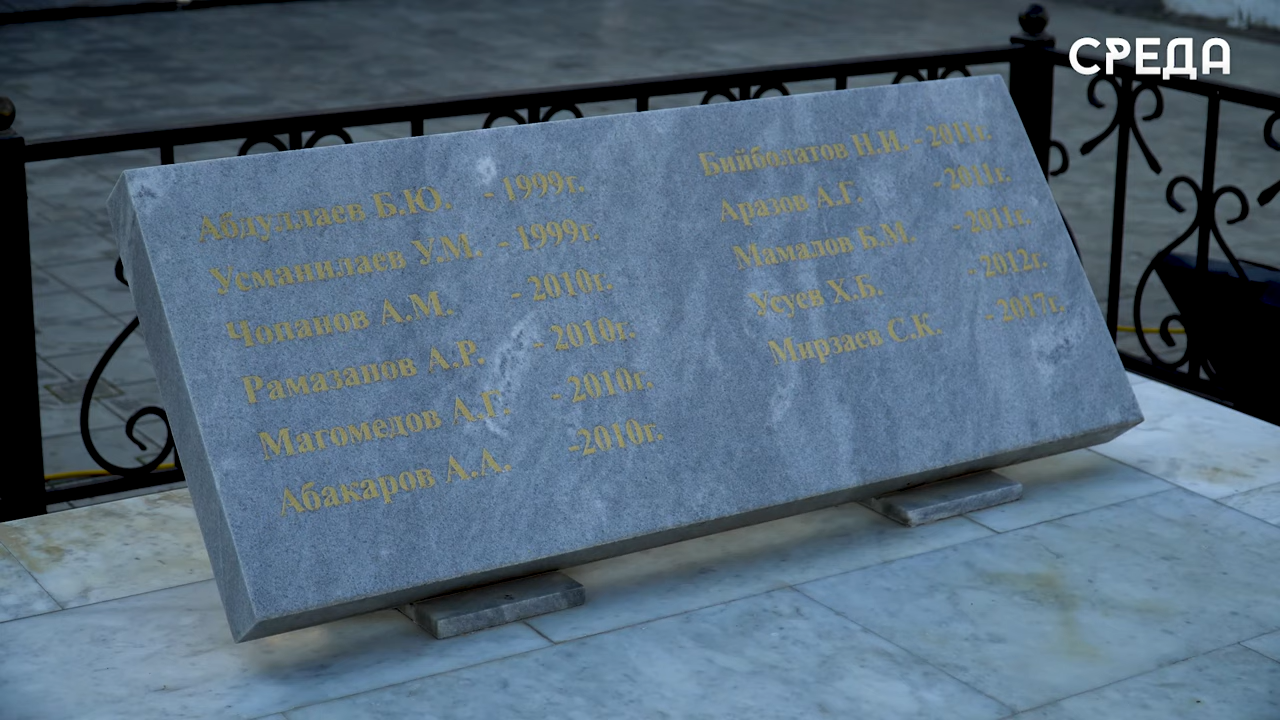 СРЕДА
Абдуллаев Б.Ю. - 1999г.
Усманилаев У.М. - 1999г.
Чопанов А.М. - 2010г.
Рамазанов А.Р. - 2010г.
Магомедов А.Г. - 2010г.
Абакаров А.А. -2010г.
Бийболатов Н.И. - 2011г.
Аразов А.Г. - 2011г.
Мамалов Б.М. - 2011г.
Усуев Х.Б. - 2012г.
Мирзаев С.К. - 2017г.